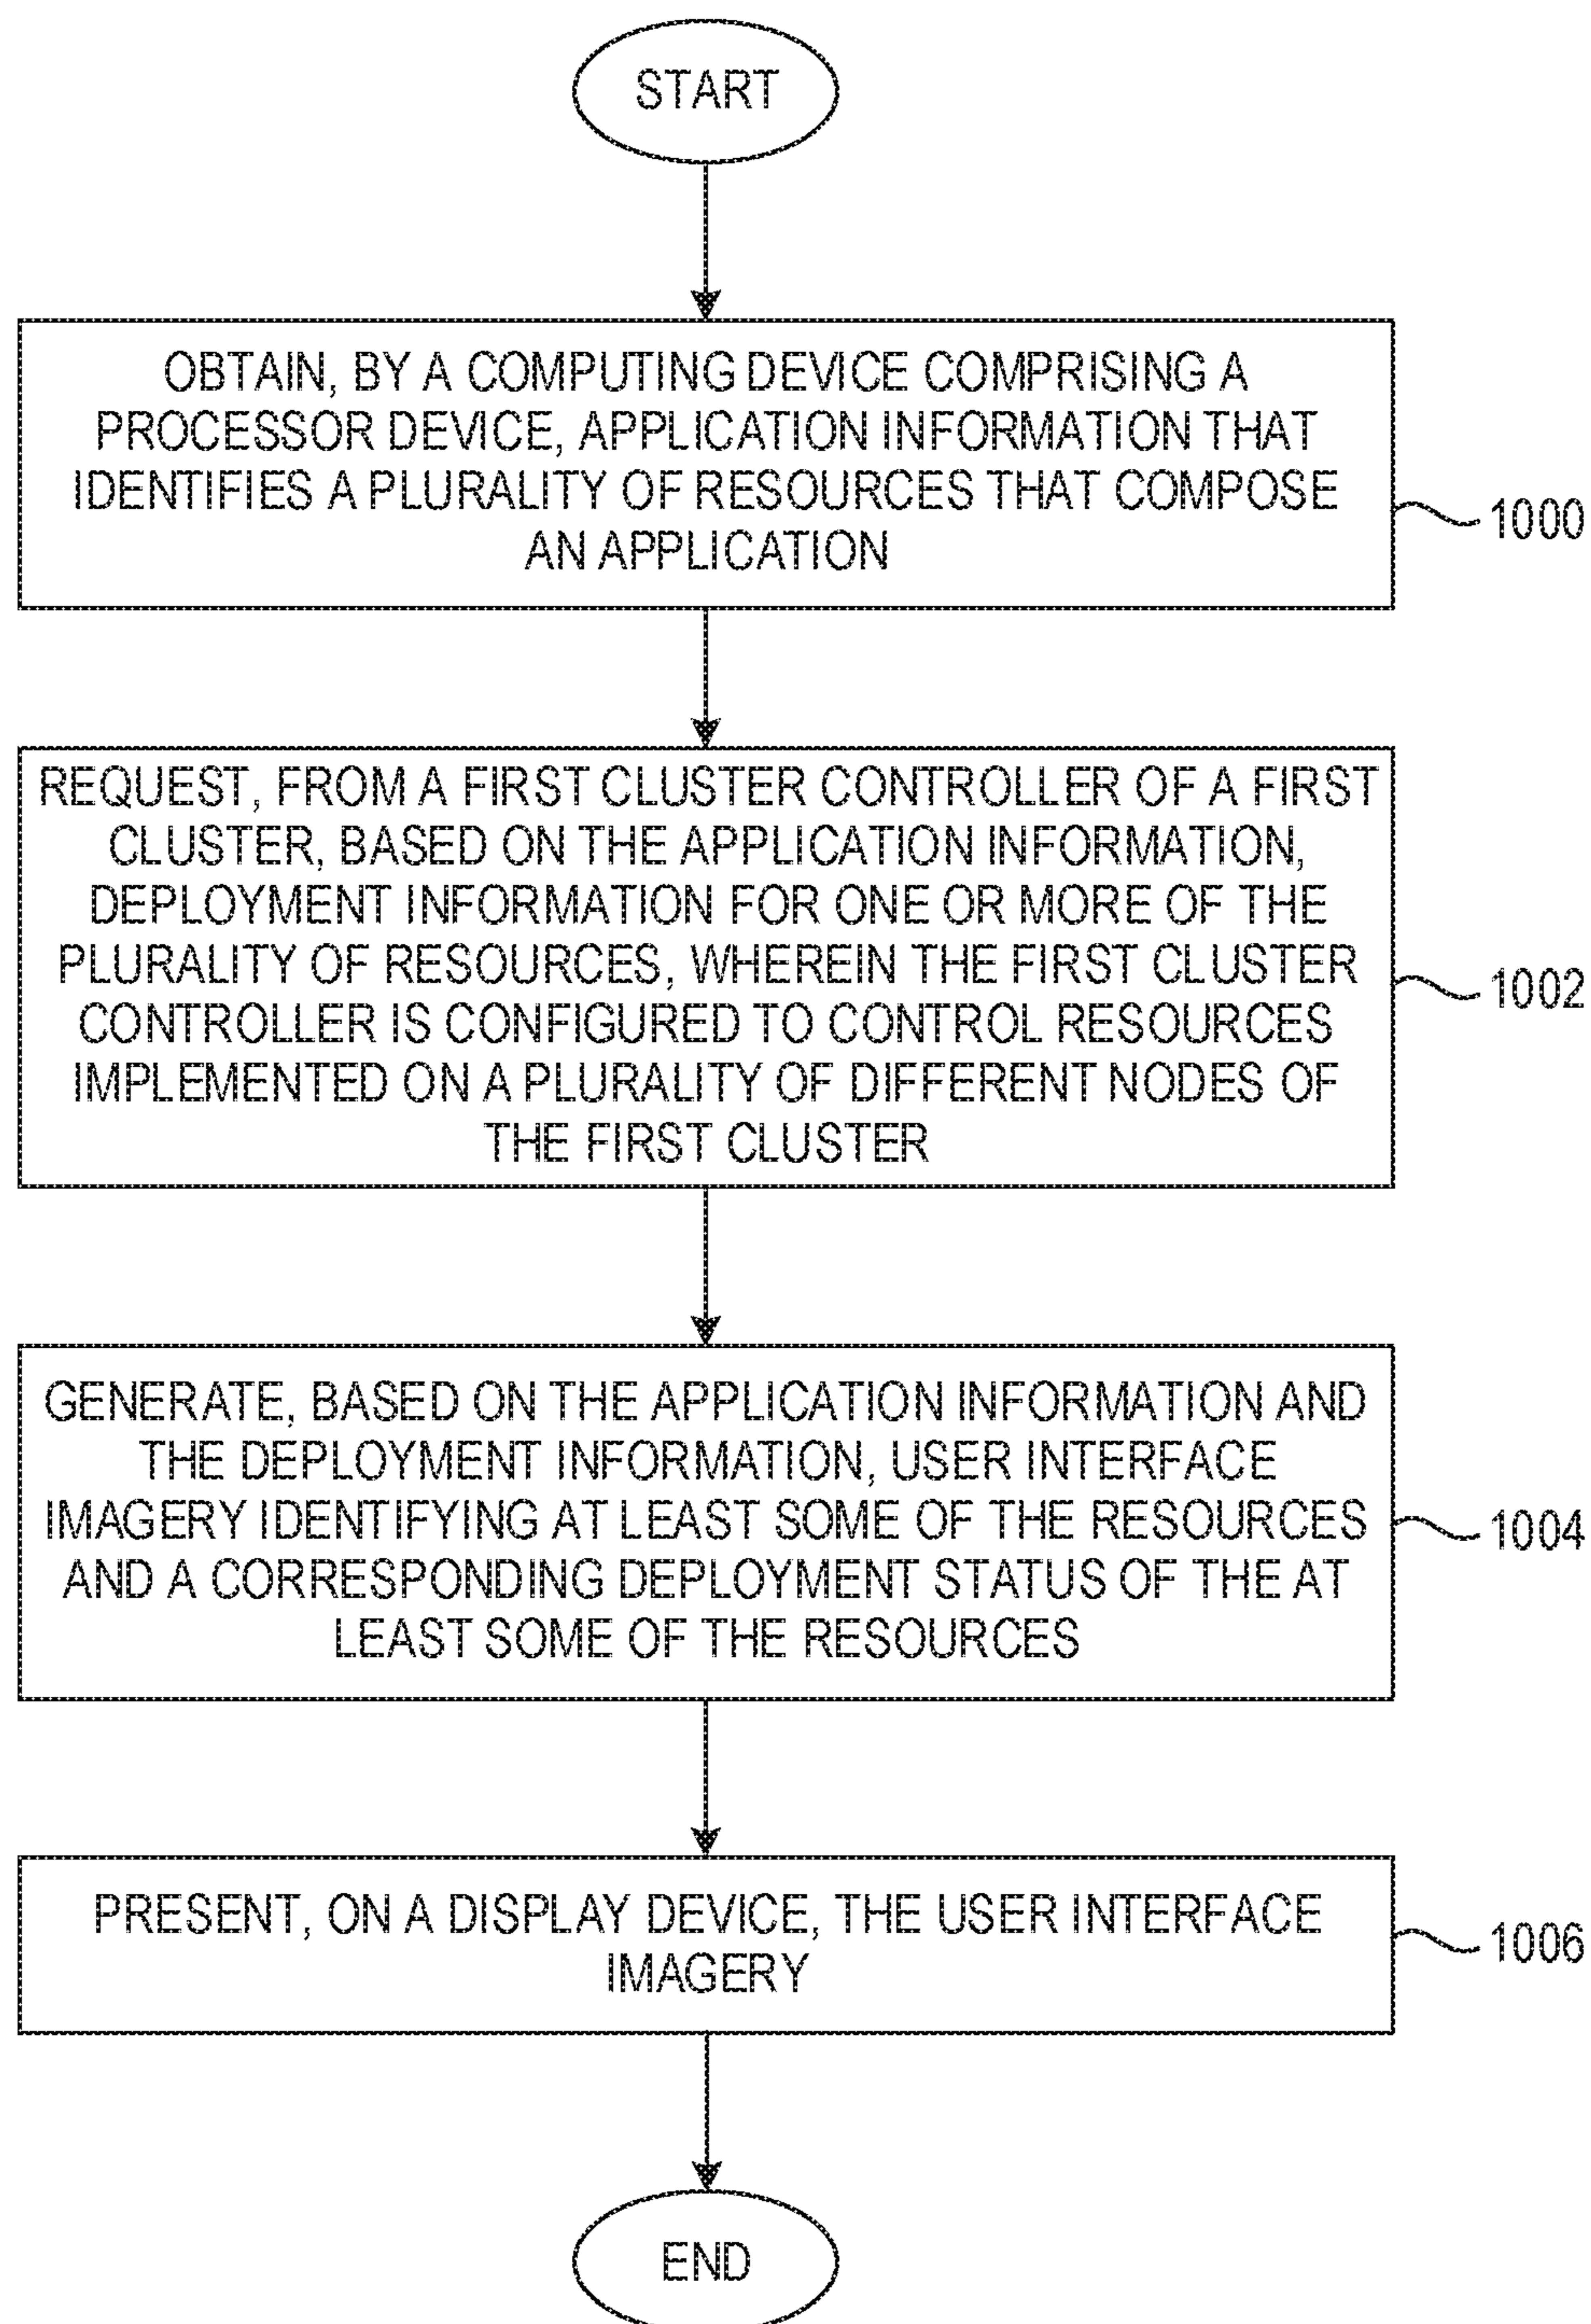 START
OBTAIN, BY A COMPUTING DEVICE COMPRISING A
PROCESSOR DEVICE, APPLICATION INFORMATION THAT
IDENTIFIES A PLURALITY OF RESOURCES THAT COMPOSE
AN APPLICATION
1000
REQUEST, FROM A FIRST CLUSTER CONTROLLER OF A FIRST
CLUSTER, BASED ON THE APPLICATION INFORMATION,
DEPLOYMENT INFORMATION FOR ONE OR MORE OF THE
PLURALITY OF RESOURCES, WHEREIN THE FIRST CLUSTER
CONTROLLER IS CONFIGURED TO CONTROL RESOURCES
IMPLEMENTED ON A PLURALITY OF DIFFERENT NODES OF
THE FIRST CLUSTER
1002
GENERATE, BASED ON THE APPLICATION INFORMATION AND
THE DEPLOYMENT INFORMATION, USER INTERFACE
IMAGERY IDENTIFYING AT LEAST SOME OF THE RESOURCES
AND A CORRESPONDING DEPLOYMENT STATUS OF THE AT
LEAST SOME OF THE RESOURCES
1004
PRESENT, ON A DISPLAY DEVICE, THE USER INTERFACE
IMAGERY
1006
END